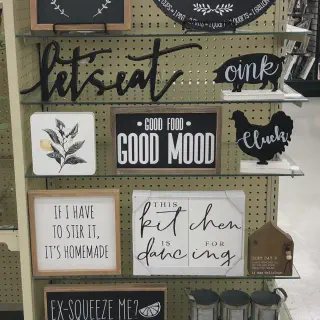 let's eat
oink
GOOD FOOD
GOOD MOOD
Cluck
IF I HAVE
TO STIR IT,
IT'S HOMEMADE
THIS
kitchen
IS FOR
dancing
EX-SQUEEZE ME?